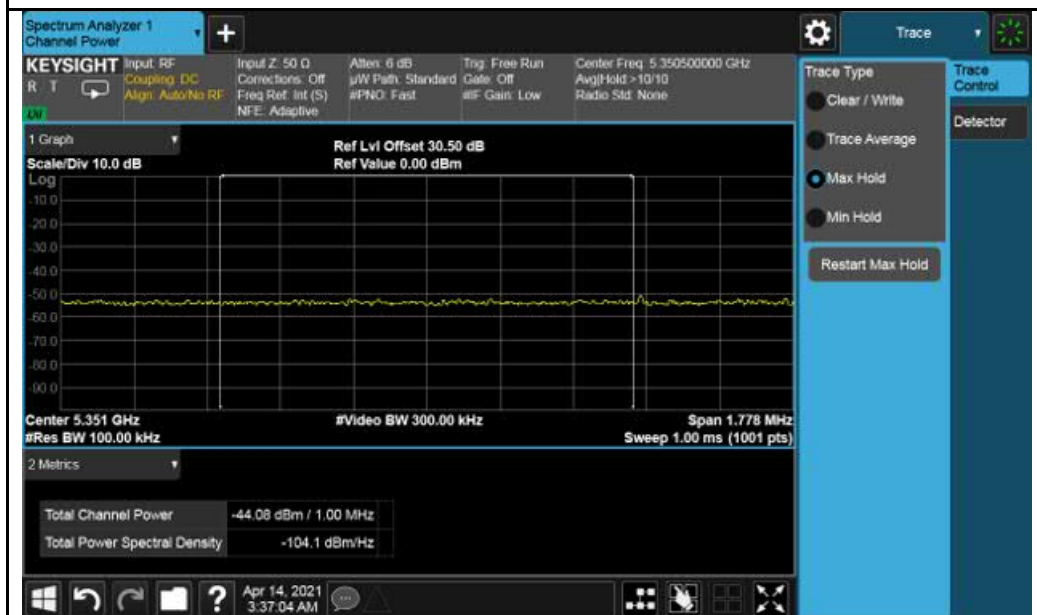 Spectrum Analyzer 1
Channel Power
+
Trace
KEYSIGHT
R T
Input: RF
Coupling: DC
Align: Auto/No RF
Input Z: 50 Ω
Corrections: Off
Freq Ref: Int (S)
NFE: Adaptive
Atten: 6 dB
µW Path: Standard
#PNO: Fast
Trig: Free Run
Gate: Off
#IF Gain: Low
Center Freq: 5.350500000 GHz
Avg|Hold:>10/10
Radio Std: None
Trace Type
Clear / Write
Trace Average
Max Hold
Min Hold
Restart Max Hold
Trace Control
Detector
1 Graph
Scale/Div 10.0 dB
Ref Lvl Offset 30.50 dB
Ref Value 0.00 dBm
Log
-10.0
-20.0
-30.0
-40.0
-50.0
-60.0
-70.0
-80.0
-90.0
Center 5.351 GHz
#Video BW 300.00 kHz
Span 1.778 MHz
#Res BW 100.00 kHz
Sweep 1.00 ms (1001 pts)
2 Metrics
Total Channel Power -44.08 dBm / 1.00 MHz
Total Power Spectral Density -104.1 dBm/Hz
?
Apr 14, 2021
3:37:04 AM